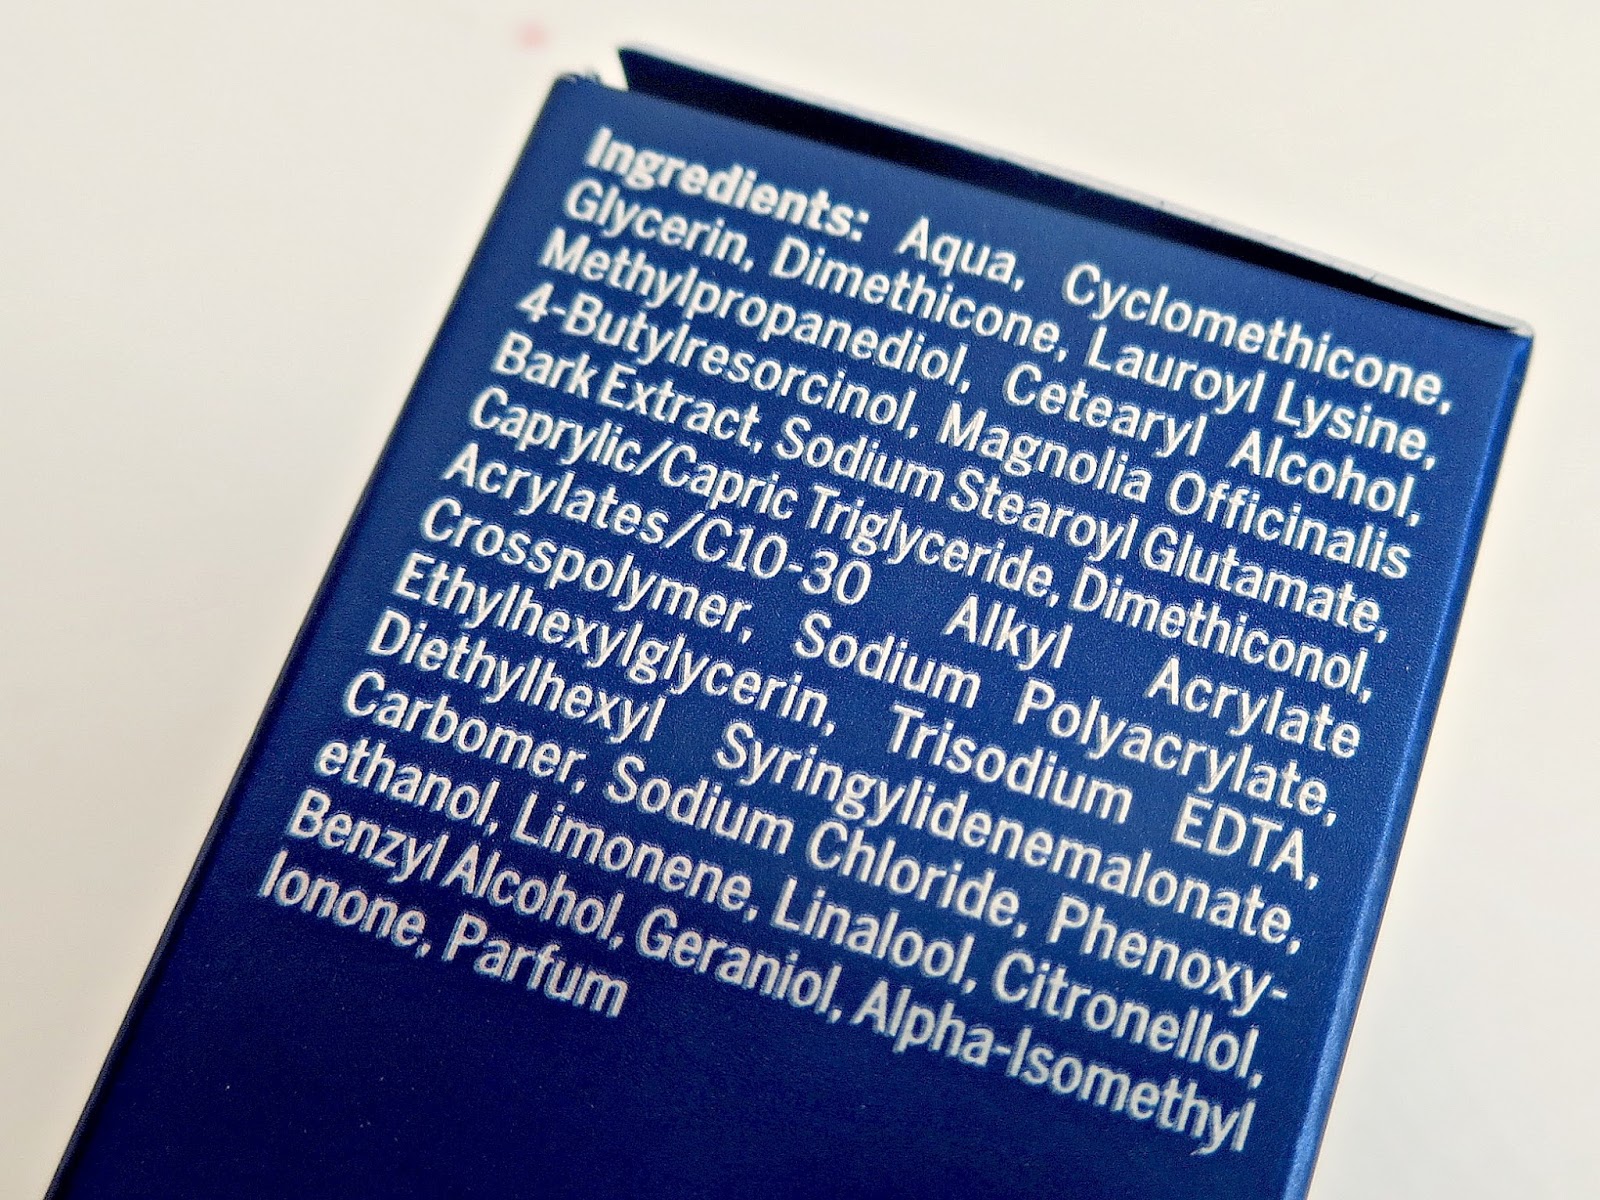 Ingredients: Aqua, Cyclomethicone,
Glycerin, Dimethicone, Lauroyl Lysine,
Methylpropanediol, Cetearyl Alcohol,
4-Butylresorcinol, Magnolia Officinalis
Bark Extract, Sodium Stearoyl Glutamate,
Caprylic/Capric Triglyceride, Dimethiconol,
Acrylates/C10-30 Alkyl Acrylate
Crosspolymer, Sodium Polyacrylate,
Ethylhexylglycerin, Trisodium EDTA,
Diethylhexyl Syringylidenemalonate,
Carbomer, Sodium Chloride, Phenoxy-
ethanol, Limonene, Linalool, Citronellol,
Benzyl Alcohol, Geraniol, Alpha-Isomethyl
Ionone, Parfum